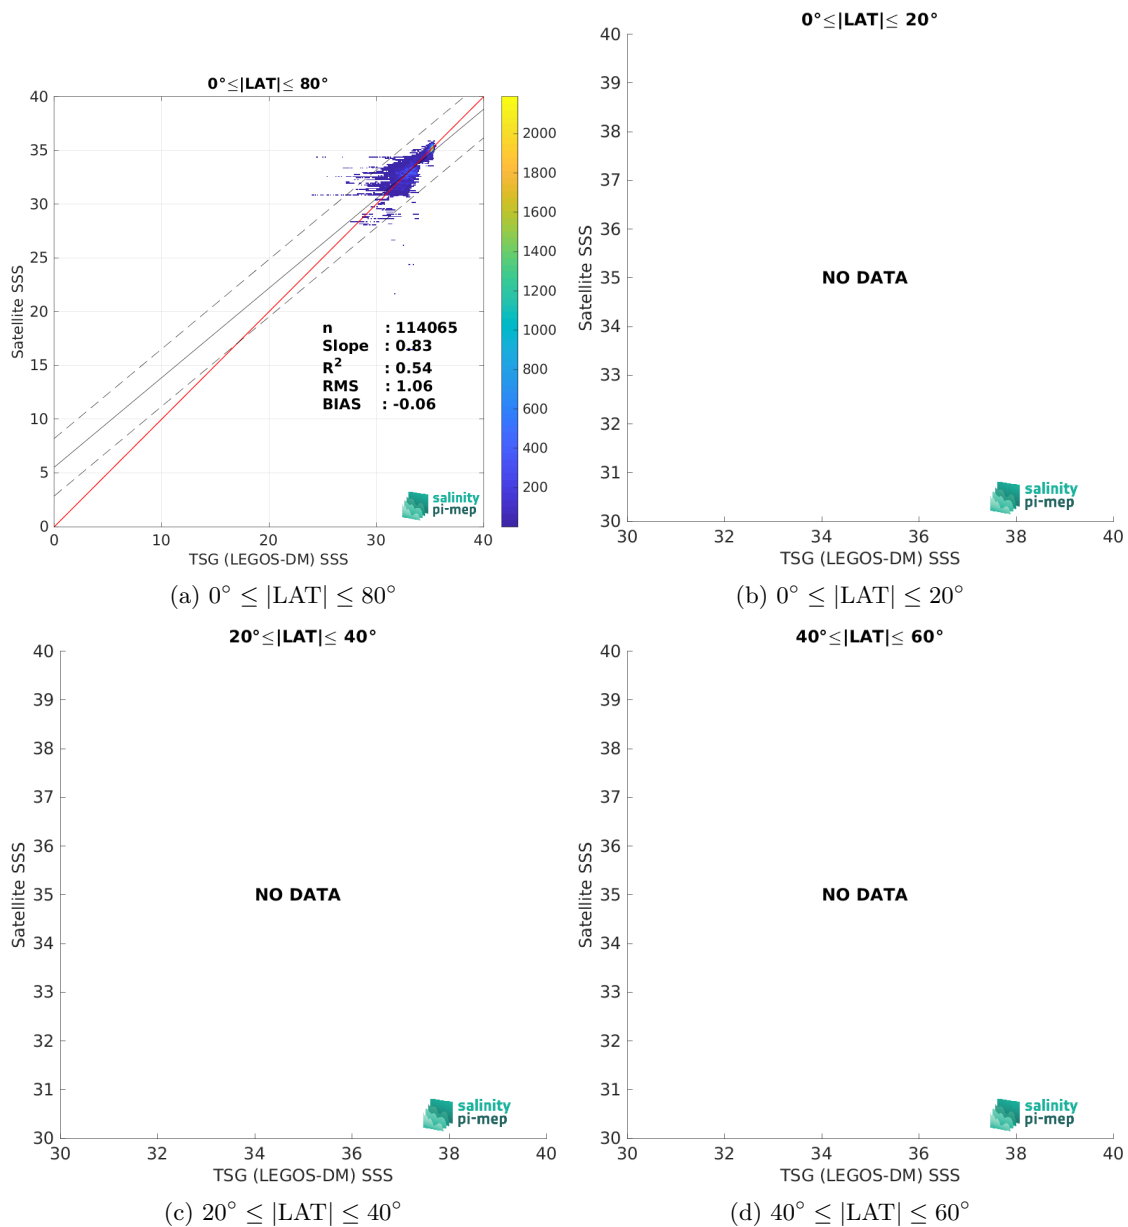 0°≤|LAT|≤ 80°
40
35
30
25
20
15
10
5
0
Satellite SSS
0
10
20
30
40
TSG (LEGOS-DM) SSS
n : 114065
Slope : 0.83
R² : 0.54
RMS : 1.06
BIAS : -0.06
salinity
pi-mep
2000
1800
1600
1400
1200
1000
800
600
400
200
(a) 0° ≤ |LAT| ≤ 80°
0°≤|LAT|≤ 20°
40
39
38
37
36
35
34
33
32
31
30
Satellite SSS
NO DATA
salinity
pi-mep
30
32
34
36
38
40
TSG (LEGOS-DM) SSS
(b) 0° ≤ |LAT| ≤ 20°
20°≤|LAT|≤ 40°
40
39
38
37
36
35
34
33
32
31
30
Satellite SSS
NO DATA
salinity
pi-mep
30
32
34
36
38
40
TSG (LEGOS-DM) SSS
(c) 20° ≤ |LAT| ≤ 40°
40°≤|LAT|≤ 60°
40
39
38
37
36
35
34
33
32
31
30
Satellite SSS
NO DATA
salinity
pi-mep
30
32
34
36
38
40
TSG (LEGOS-DM) SSS
(d) 40° ≤ |LAT| ≤ 60°